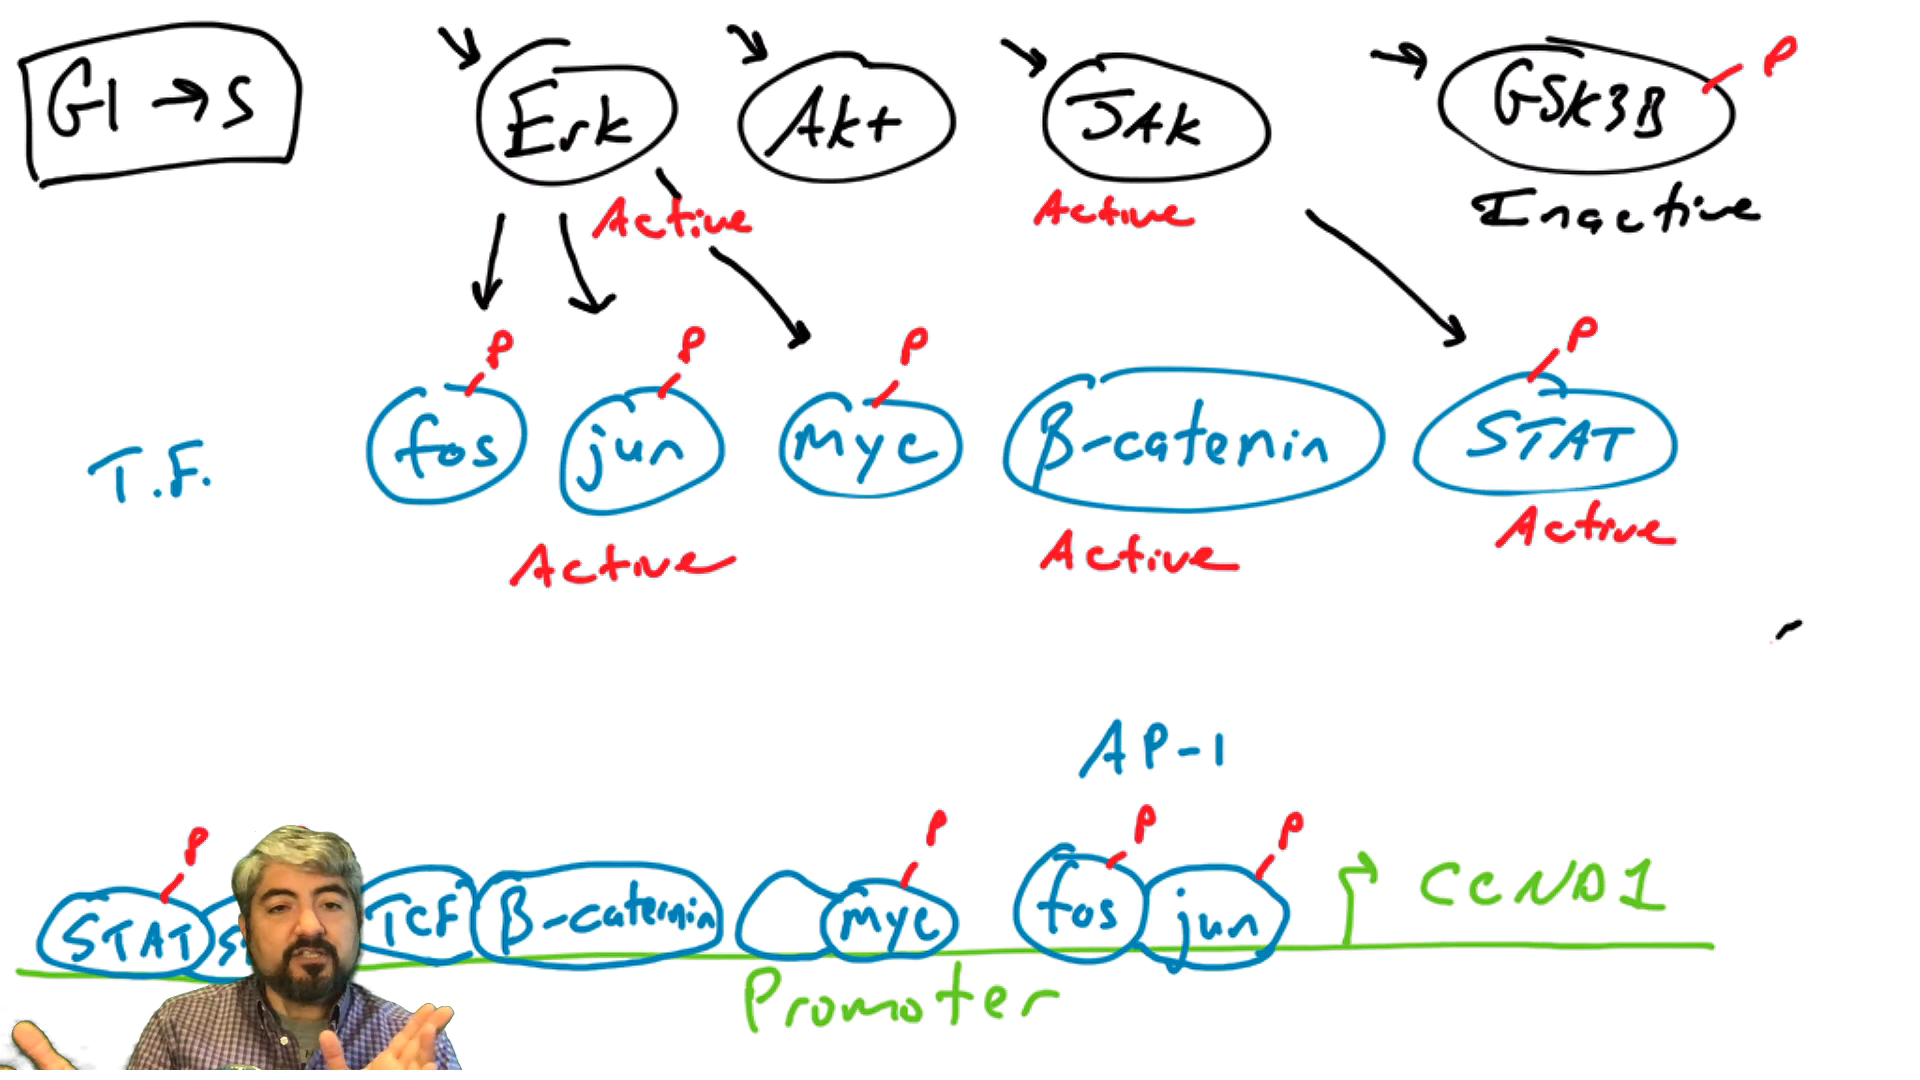 G1 → S
Erk
Akt
JAK
GSK3B
P
Active
Active
Inactive
P
P
P
P
T.F.
fos
jun
myc
β-catenin
STAT
Active
Active
Active
AP-1
P
P
P
P
STAT
TCF
β-catenin
myc
fos
jun
CCND1
Promoter